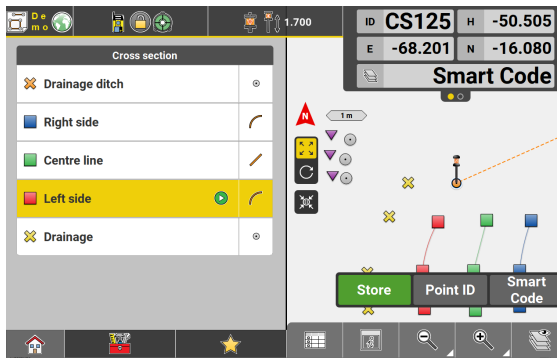 De
mo
1.700
ID CS125 H -50.505
E -68.201 N -16.080
Smart Code
Cross section
Drainage ditch
Right side
Centre line
Left side
Drainage
1 m
Store
Point ID
Smart
Code